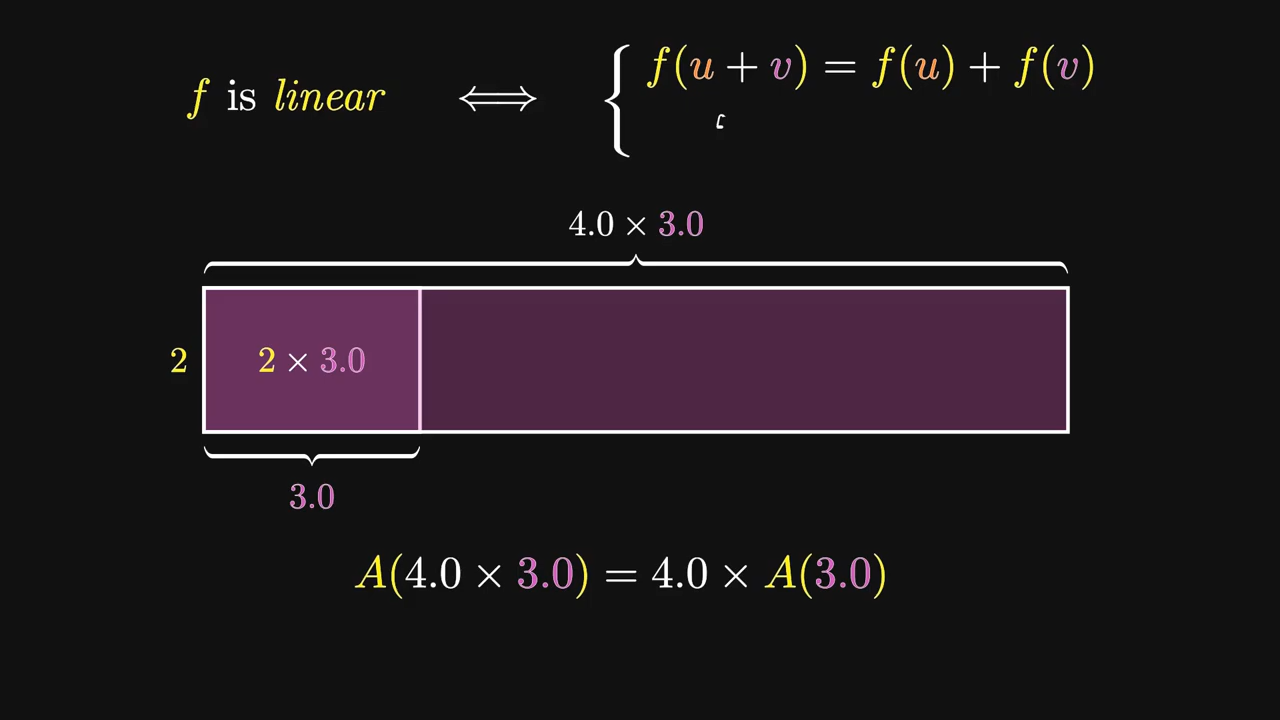 f is linear ⟺ { f(u + v) = f(u) + f(v)
4.0 × 3.0
2
2 × 3.0
3.0
A(4.0 × 3.0) = 4.0 × A(3.0)